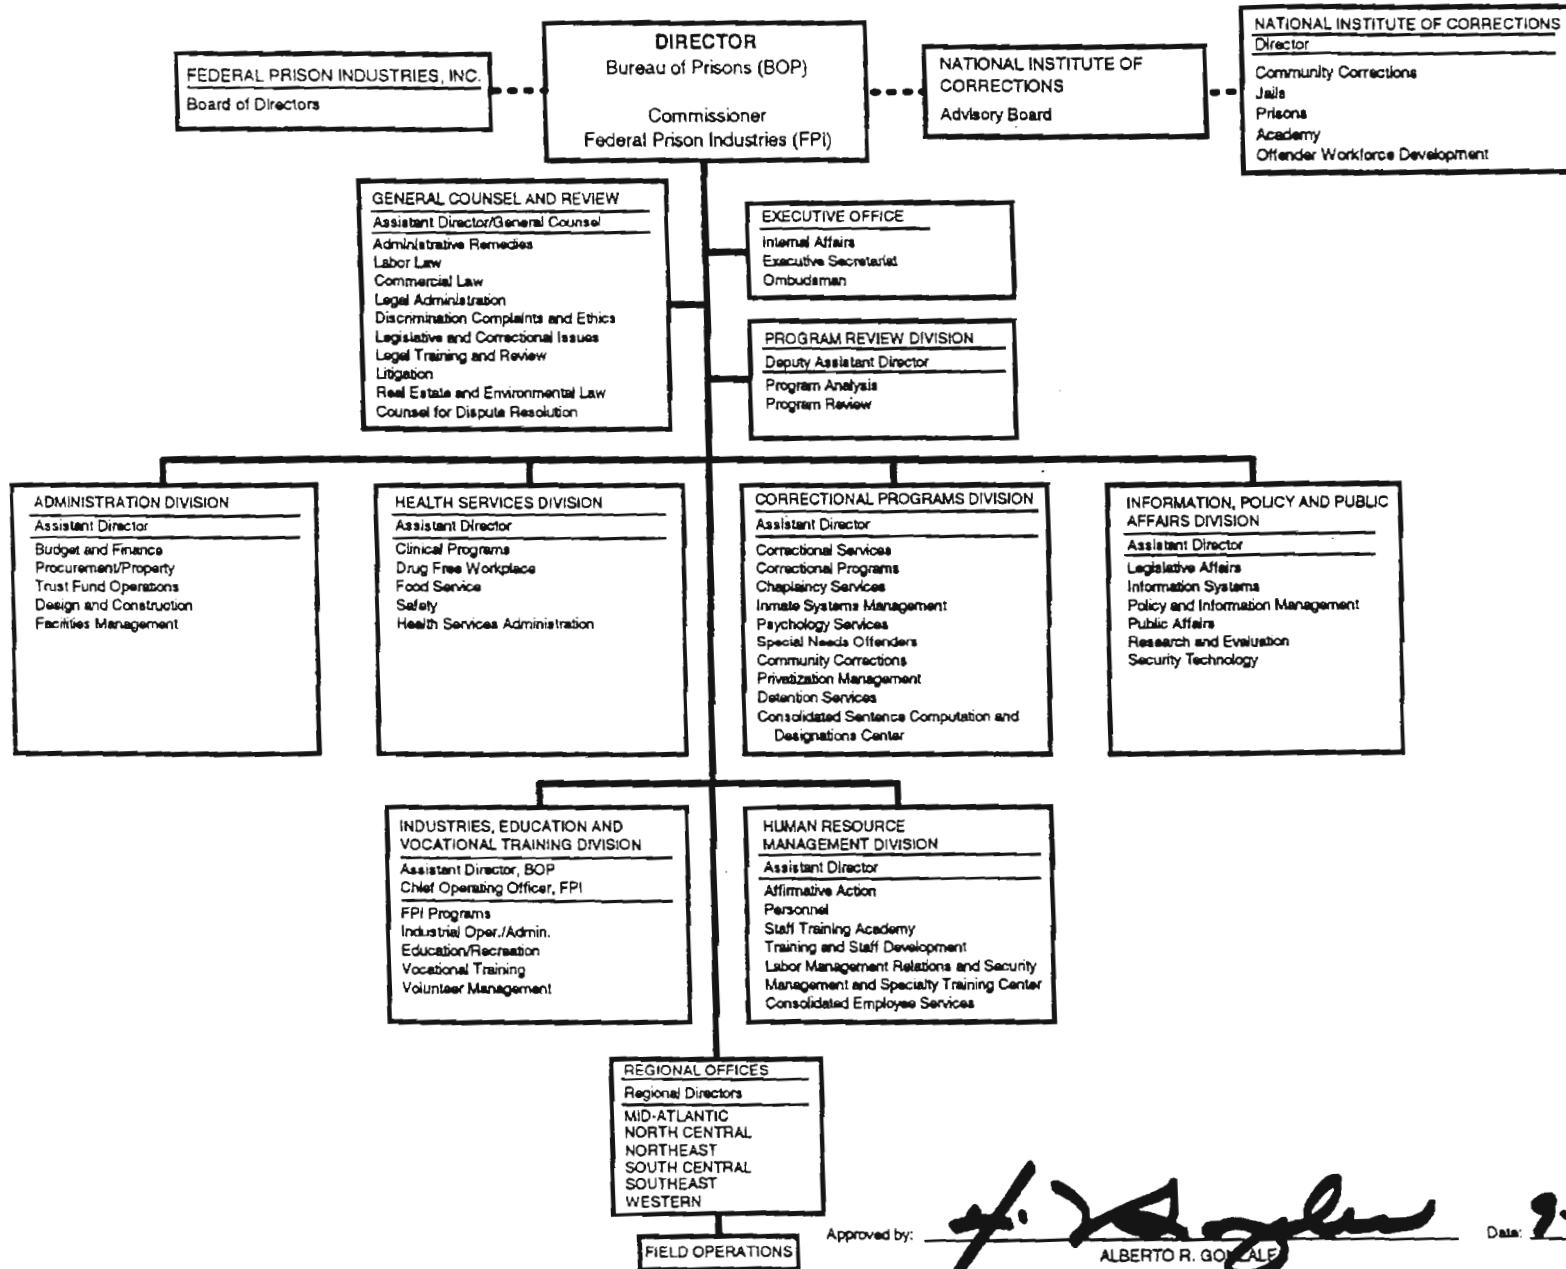 FEDERAL PRISON INDUSTRIES, INC.
Board of Directors
DIRECTOR
Bureau of Prisons (BOP)
Commissioner
Federal Prison Industries (FPI)
NATIONAL INSTITUTE OF
CORRECTIONS
Advisory Board
NATIONAL INSTITUTE OF CORRECTIONS
Director
Community Corrections
Jails
Prisons
Academy
Offender Workforce Development
GENERAL COUNSEL AND REVIEW
Assistant Director/General Counsel
Administrative Remedies
Labor Law
Commercial Law
Legal Administration
Discrimination Complaints and Ethics
Legislative and Correctional Issues
Legal Training and Review
Litigation
Real Estate and Environmental Law
Counsel for Dispute Resolution
EXECUTIVE OFFICE
Internal Affairs
Executive Secretariat
Ombudsman
PROGRAM REVIEW DIVISION
Deputy Assistant Director
Program Analysis
Program Review
ADMINISTRATION DIVISION
Assistant Director
Budget and Finance
Procurement/Property
Trust Fund Operations
Design and Construction
Facilities Management
HEALTH SERVICES DIVISION
Assistant Director
Clinical Programs
Drug Free Workplace
Food Service
Safety
Health Services Administration
CORRECTIONAL PROGRAMS DIVISION
Assistant Director
Correctional Services
Correctional Programs
Chaplaincy Services
Inmate Systems Management
Psychology Services
Special Needs Offenders
Community Corrections
Privatization Management
Detention Services
Consolidated Sentence Computation and
Designations Center
INFORMATION, POLICY AND PUBLIC
AFFAIRS DIVISION
Assistant Director
Legislative Affairs
Information Systems
Policy and Information Management
Public Affairs
Research and Evaluation
Security Technology
INDUSTRIES, EDUCATION AND
VOCATIONAL TRAINING DIVISION
Assistant Director, BOP
Chief Operating Officer, FPI
FPI Programs
Industrial Oper./Admin.
Education/Recreation
Vocational Training
Volunteer Management
HUMAN RESOURCE
MANAGEMENT DIVISION
Assistant Director
Affirmative Action
Personnel
Staff Training Academy
Training and Staff Development
Labor Management Relations and Security
Management and Specialty Training Center
Consolidated Employee Services
REGIONAL OFFICES
Regional Directors
MID-ATLANTIC
NORTH CENTRAL
NORTHEAST
SOUTH CENTRAL
SOUTHEAST
WESTERN
FIELD OPERATIONS
Approved by:
ALBERTO R. GONZALE
Date: 9-